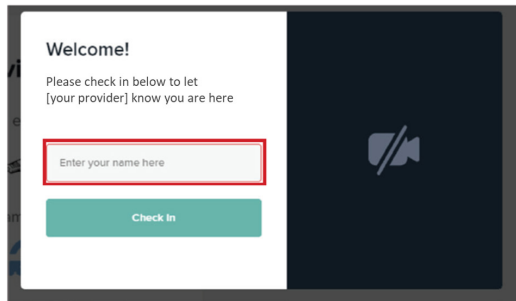 Welcome!
Please check in below to let
[your provider] know you are here
Enter your name here
Check In